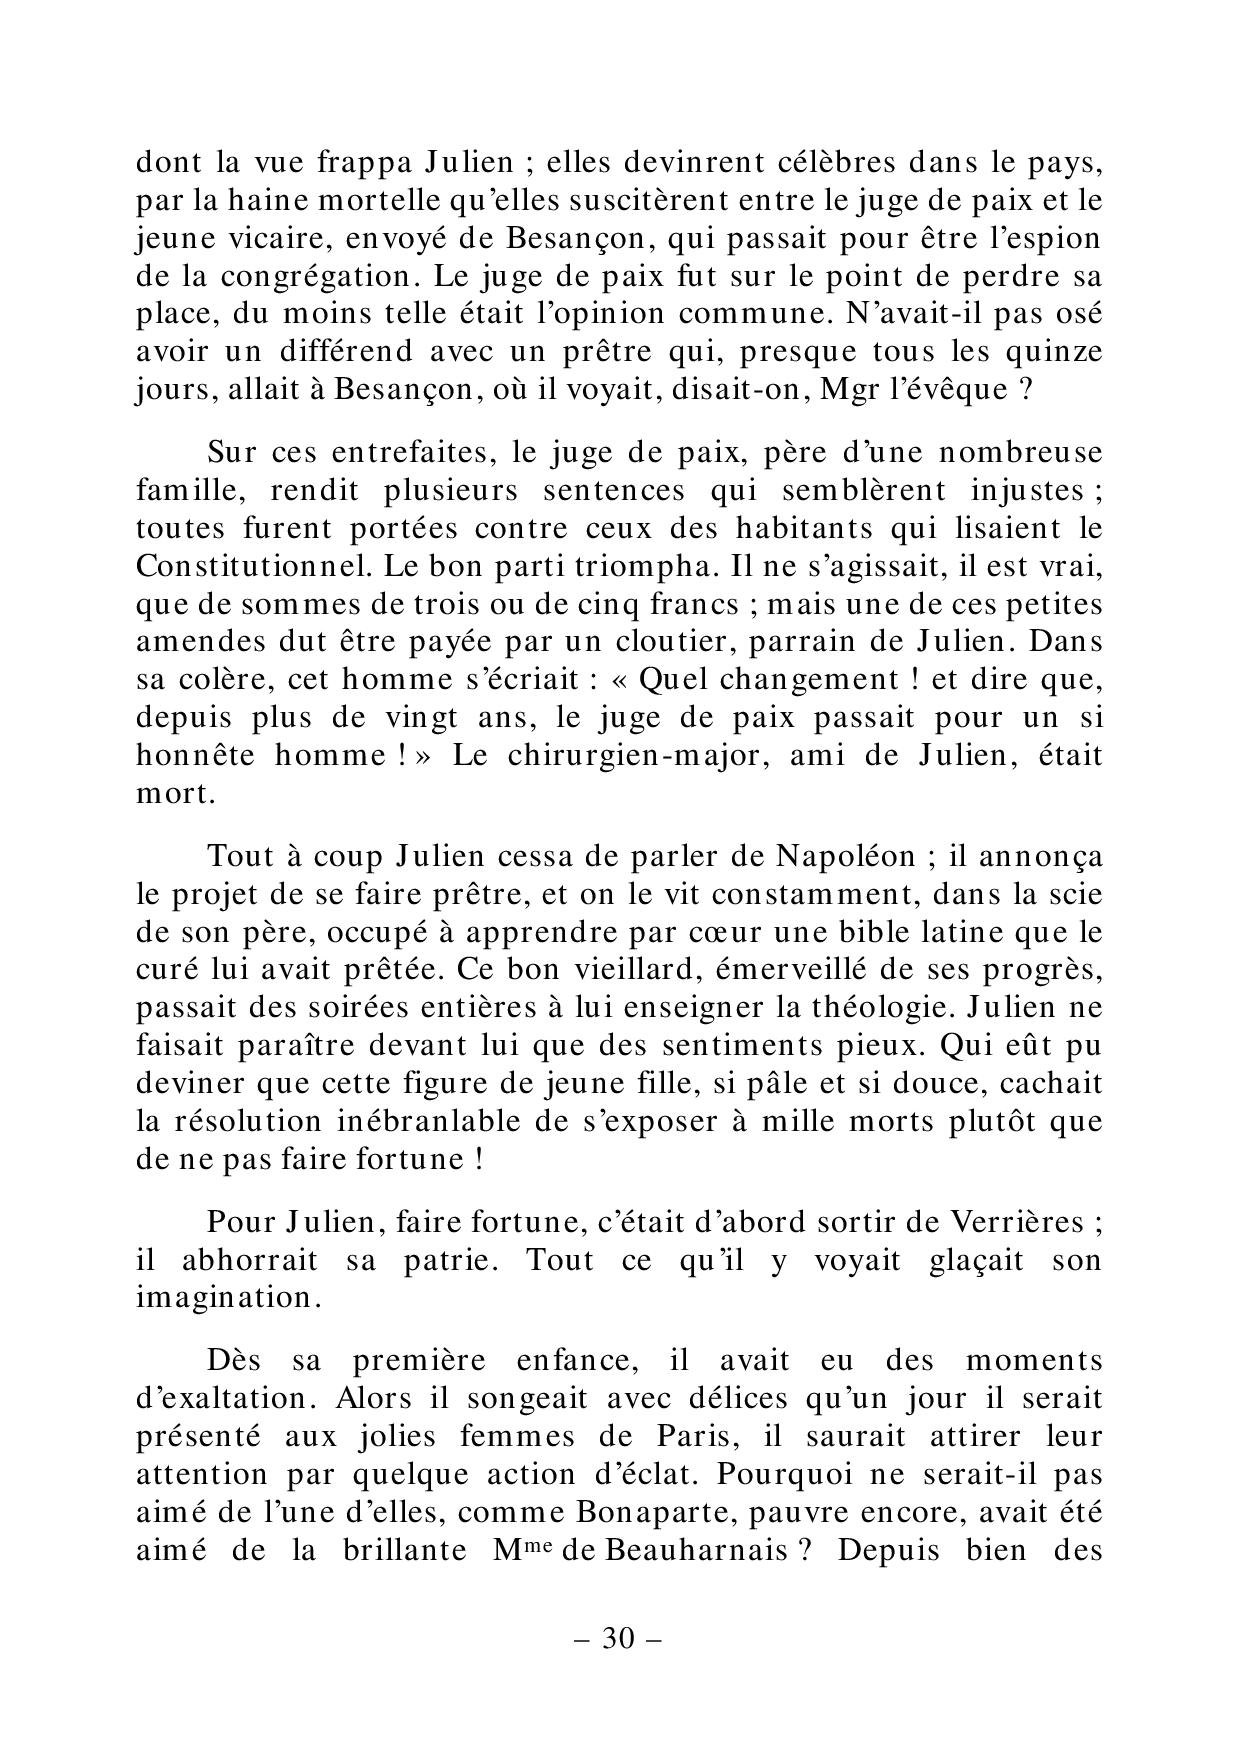 dont la vue frappa Julien ; elles devinrent célèbres dans le pays,
par la haine mortelle qu’elles suscitèrent entre le juge de paix et le
jeune vicaire, envoyé de Besançon, qui passait pour être l’espion
de la congrégation. Le juge de paix fut sur le point de perdre sa
place, du moins telle était l’opinion commune. N’avait-il pas osé
avoir un différend avec un prêtre qui, presque tous les quinze
jours, allait à Besançon, où il voyait, disait-on, Mgr l’évêque ?
Sur ces entrefaites, le juge de paix, père d’une nombreuse
famille, rendit plusieurs sentences qui semblèrent injustes ;
toutes furent portées contre ceux des habitants qui lisaient le
Constitutionnel. Le bon parti triompha. Il ne s’agissait, il est vrai,
que de sommes de trois ou de cinq francs ; mais une de ces petites
amendes dut être payée par un cloutier, parrain de Julien. Dans
sa colère, cet homme s’écriait : « Quel changement ! et dire que,
depuis plus de vingt ans, le juge de paix passait pour un si
honnête homme ! » Le chirurgien-major, ami de Julien, était
mort.
Tout à coup Julien cessa de parler de Napoléon ; il annonça
le projet de se faire prêtre, et on le vit constamment, dans la scie
de son père, occupé à apprendre par cœur une bible latine que le
curé lui avait prêtée. Ce bon vieillard, émerveillé de ses progrès,
passait des soirées entières à lui enseigner la théologie. Julien ne
faisait paraître devant lui que des sentiments pieux. Qui eût pu
deviner que cette figure de jeune fille, si pâle et si douce, cachait
la résolution inébranlable de s’exposer à mille morts plutôt que
de ne pas faire fortune !
Pour Julien, faire fortune, c’était d’abord sortir de Verrières ;
il abhorrait sa patrie. Tout ce qu’il y voyait glaçait son
imagination.
Dès sa première enfance, il avait eu des moments
d’exaltation. Alors il songeait avec délices qu’un jour il serait
présenté aux jolies femmes de Paris, il saurait attirer leur
attention par quelque action d’éclat. Pourquoi ne serait-il pas
aimé de l’une d’elles, comme Bonaparte, pauvre encore, avait été
aimé de la brillante Mme de Beauharnais ? Depuis bien des
– 30 –